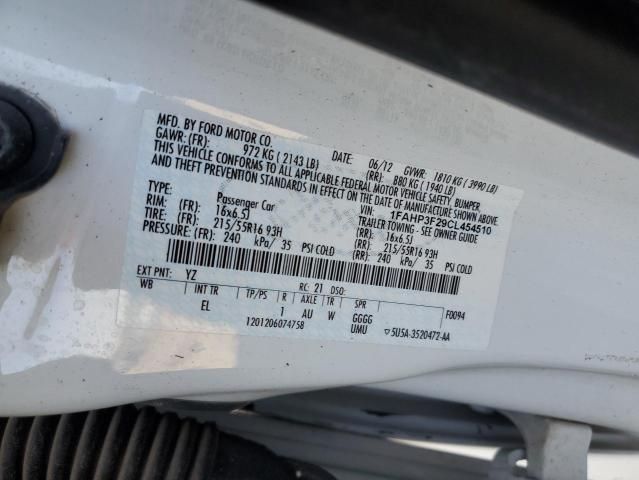 MFD. BY FORD MOTOR CO.
DATE: 06/12 GVWR: 1810 KG ( 3990 LB)
GAWR: (FR): 972 KG ( 2143 LB) (RR): 880 KG ( 1940 LB)
THIS VEHICLE CONFORMS TO ALL APPLICABLE FEDERAL MOTOR VEHICLE SAFETY, BUMPER,
AND THEFT PREVENTION STANDARDS IN EFFECT ON THE DATE OF MANUFACTURE SHOWN ABOVE.
VIN: 1FAHP3F29CL454510
TYPE: Passenger Car TRAILER TOWING - SEE OWNER GUIDE
RIM: (FR): 16x6.5J (RR): 16x6.5J
TIRE: (FR): 215/55R16 93H (RR): 215/55R16 93H
PRESSURE: (FR): 240 kPa/ 35 PSI COLD (RR): 240 kPa/ 35 PSI COLD
EXT PNT: YZ RC: 21 DSO:
WB INT TR TP/PS R AXLE TR SPR F0094
EL 1 AU W GGGG
1201206074758 UMU 5U5A-3520472-AA